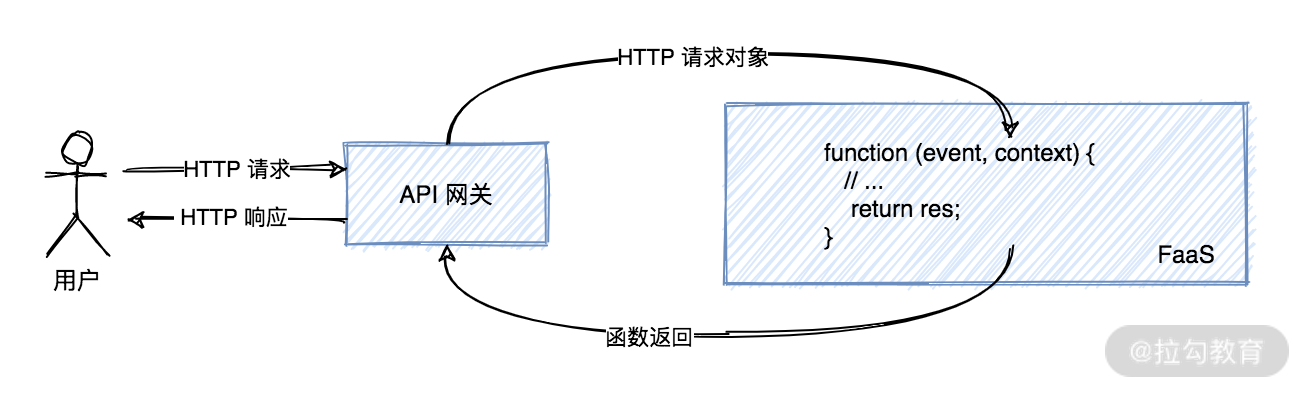 HTTP 请求对象
HTTP 请求
HTTP 响应
用户
API 网关
function (event, context) {
// ...
return res;
}
FaaS
函数返回
@拉勾教育